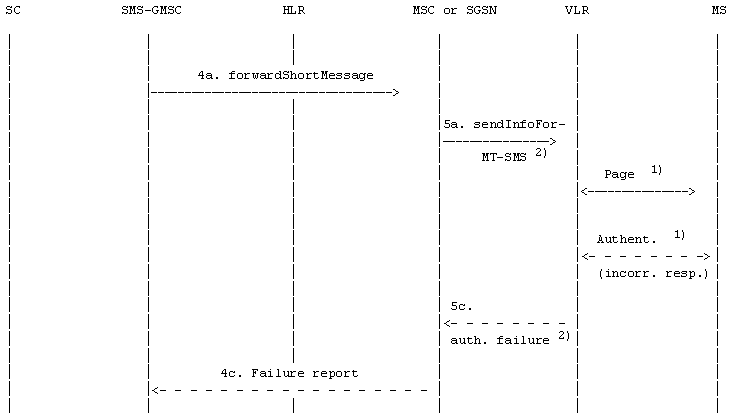 SC SMS-GMSC HLR MSC or SGSN VLR MS
4a. forwardShortMessage
5a. sendInfoFor-
MT-SMS 2)
Page 1)
Authent. 1)
(incorr. resp.)
5c.
auth. failure 2)
4c. Failure report